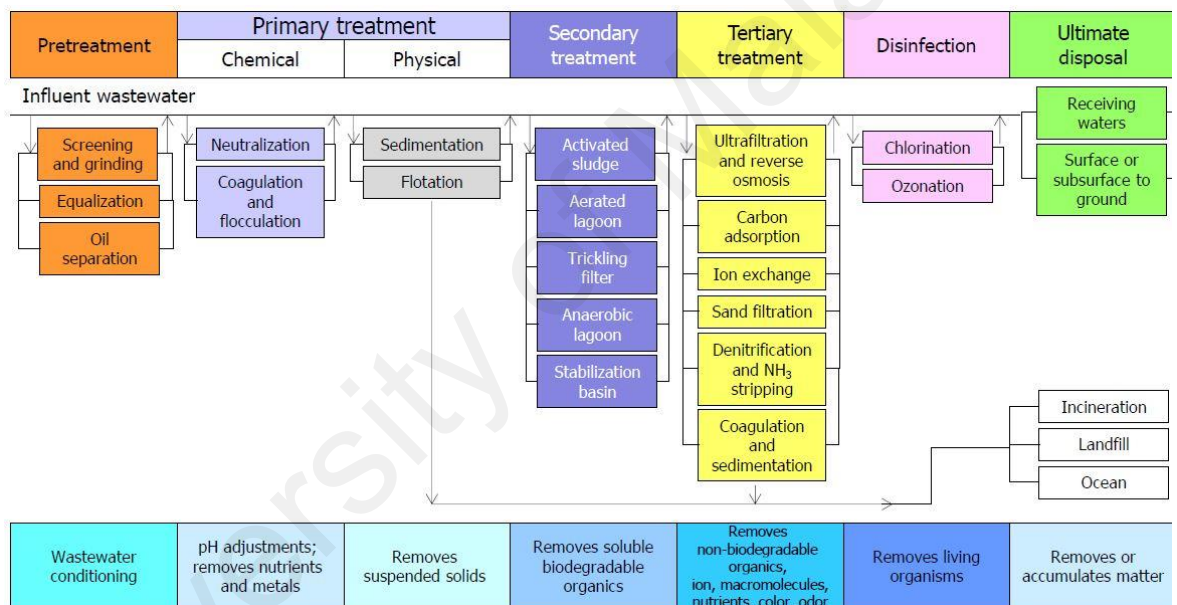 Pretreatment
Primary treatment
Chemical
Physical
Secondary
treatment
Tertiary
treatment
Disinfection
Ultimate
disposal
Influent wastewater
Screening
and grinding
Equalization
Oil
separation
Neutralization
Coagulation
and
flocculation
Sedimentation
Flotation
Activated
sludge
Aerated
lagoon
Trickling
filter
Anaerobic
lagoon
Stabilization
basin
Ultrafiltration
and reverse
osmosis
Carbon
adsorption
Ion exchange
Sand filtration
Denitrification
and NH₃
stripping
Coagulation
and
sedimentation
Chlorination
Ozonation
Receiving
waters
Surface or
subsurface to
ground
Incineration
Landfill
Ocean
Wastewater
conditioning
pH adjustments;
removes nutrients
and metals
Removes
suspended solids
Removes soluble
biodegradable
organics
Removes
non-biodegradable
organics,
ion, macromolecules,
nutrients, color, odor
Removes living
organisms
Removes or
accumulates matter
versity of Mala